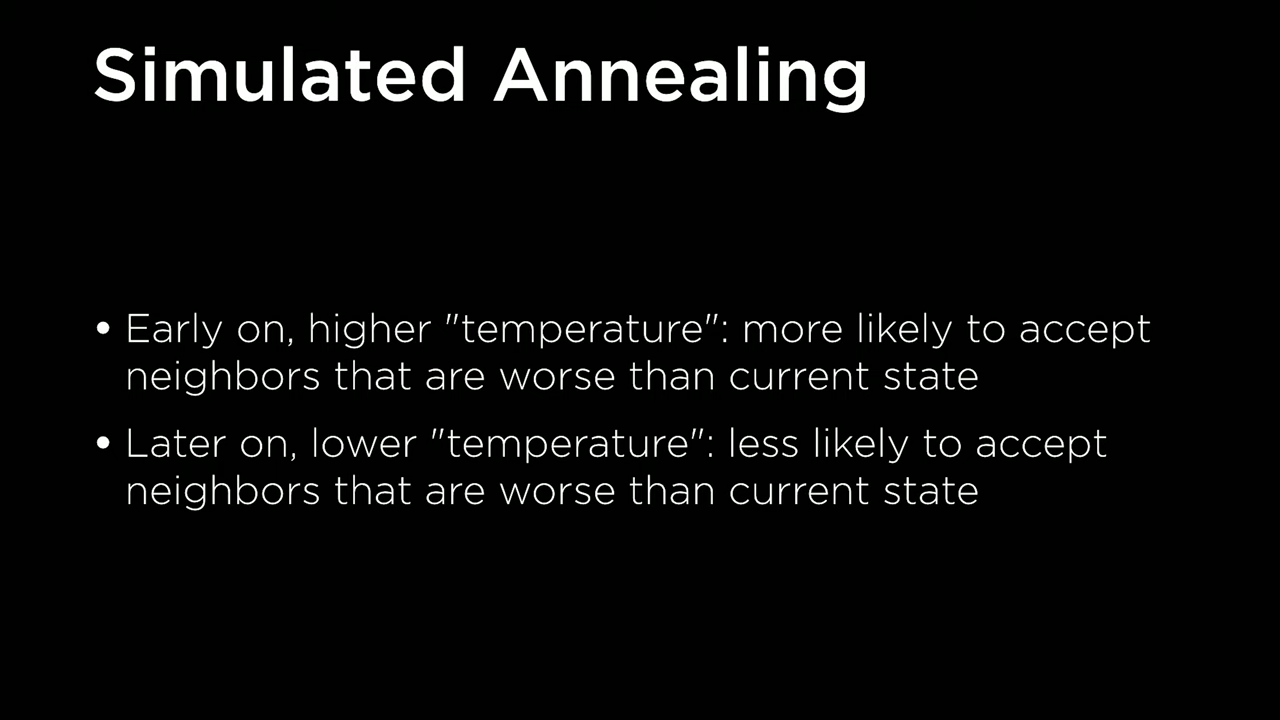 Simulated Annealing
• Early on, higher "temperature": more likely to accept
neighbors that are worse than current state
• Later on, lower "temperature": less likely to accept
neighbors that are worse than current state